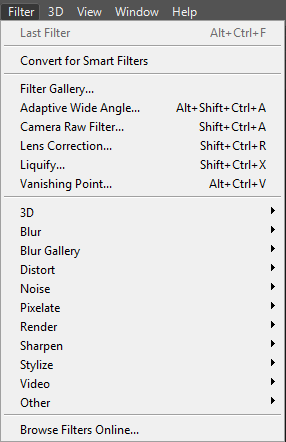 Filter 3D View Window Help
Last Filter Alt+Ctrl+F
Convert for Smart Filters
Filter Gallery...
Adaptive Wide Angle... Alt+Shift+Ctrl+A
Camera Raw Filter... Shift+Ctrl+A
Lens Correction... Shift+Ctrl+R
Liquify... Shift+Ctrl+X
Vanishing Point... Alt+Ctrl+V
3D
Blur
Blur Gallery
Distort
Noise
Pixelate
Render
Sharpen
Stylize
Video
Other
Browse Filters Online...